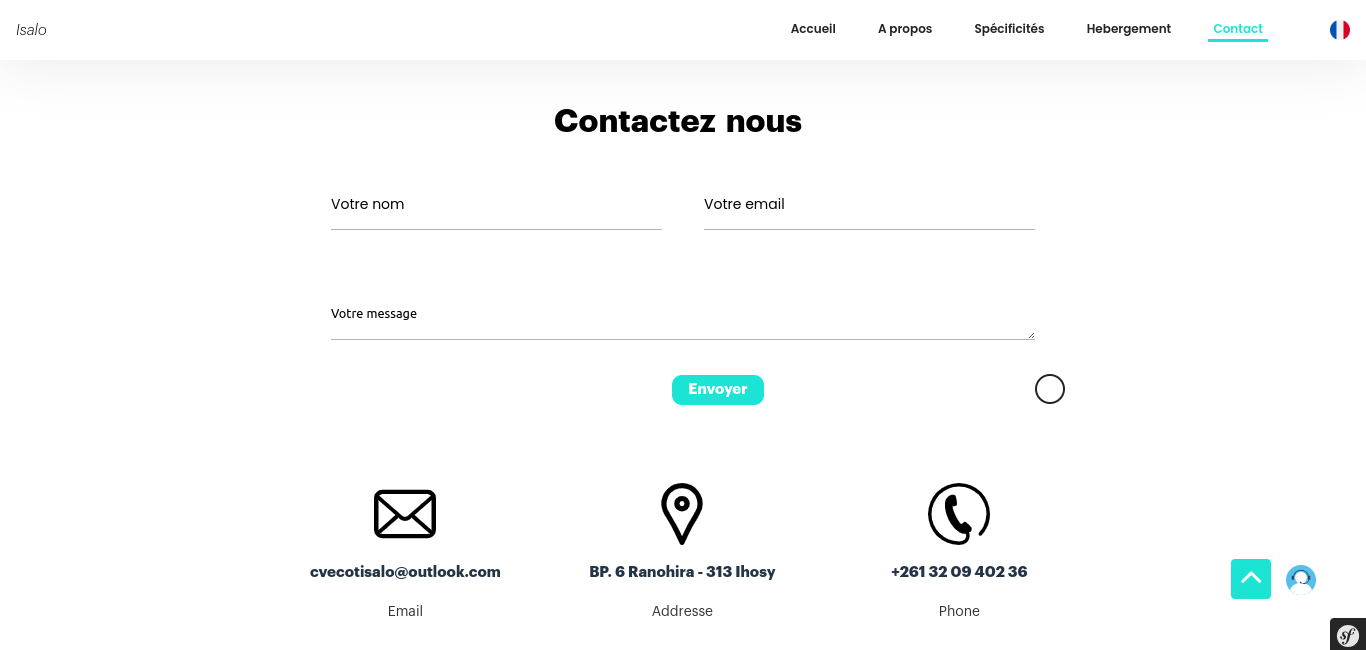 Isalo
Accueil A propos Spécificités Hebergement Contact
Contactez nous
Votre nom Votre email
Votre message
Envoyer
cvecotisalo@outlook.com BP. 6 Ranohira - 313 Ihosy +261 32 09 402 36
Email Addresse Phone
sf